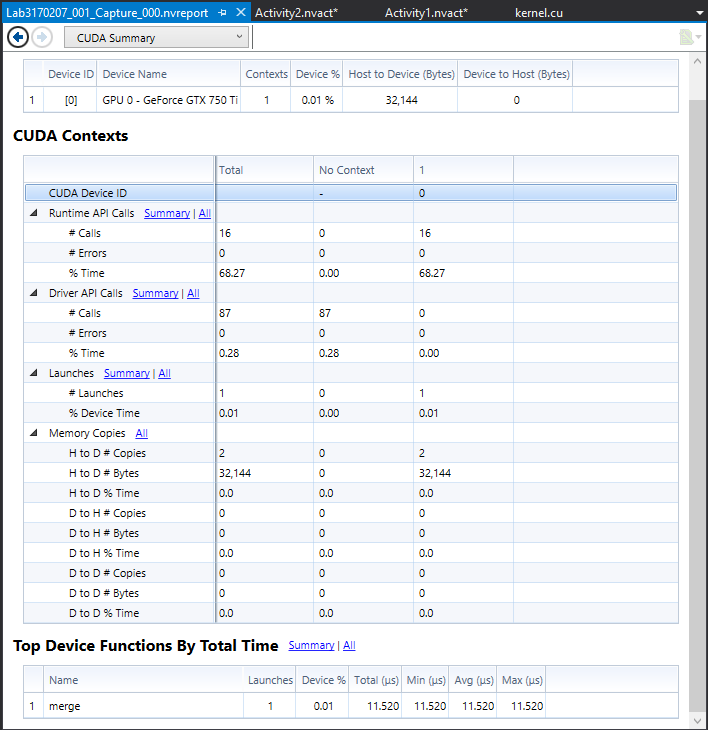 Lab3170207_001_Capture_000.nvreport Activity2.nvact* Activity1.nvact* kernel.cu
CUDA Summary
Device ID Device Name Contexts Device % Host to Device (Bytes) Device to Host (Bytes)
1 [0] GPU 0 - GeForce GTX 750 Ti 1 0.01 % 32,144 0
CUDA Contexts
Total No Context 1
CUDA Device ID - 0
Runtime API Calls Summary | All
# Calls 16 0 16
# Errors 0 0 0
% Time 68.27 0.00 68.27
Driver API Calls Summary | All
# Calls 87 87 0
# Errors 0 0 0
% Time 0.28 0.28 0.00
Launches Summary | All
# Launches 1 0 1
% Device Time 0.01 0.00 0.01
Memory Copies All
H to D # Copies 2 0 2
H to D # Bytes 32,144 0 32,144
H to D % Time 0.0 0.0 0.0
D to H # Copies 0 0 0
D to H # Bytes 0 0 0
D to H % Time 0.0 0.0 0.0
D to D # Copies 0 0 0
D to D # Bytes 0 0 0
D to D % Time 0.0 0.0 0.0
Top Device Functions By Total Time Summary | All
Name Launches Device % Total (µs) Min (µs) Avg (µs) Max (µs)
1 merge 1 0.01 11.520 11.520 11.520 11.520